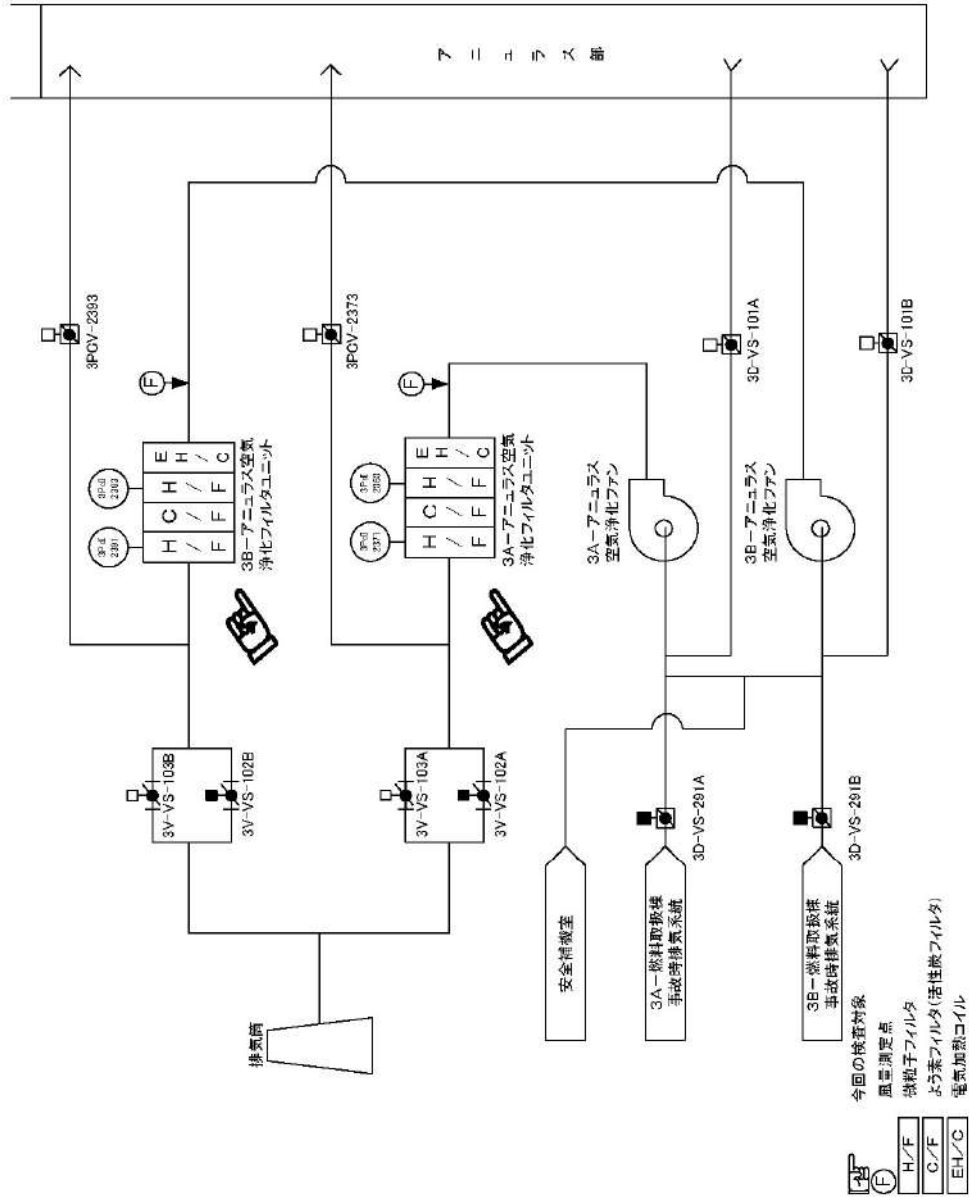 アニュラス部
3PCV-2393
3PCV-2373
3D-VS-101A
3D-VS-101B
F
F
3PdI
2391
3PdI
2371
H/F
C/F
H/F
EH/C
3B-アニュラス空気
浄化フィルタユニット
H/F
C/F
H/F
EH/C
3A-アニュラス空気
浄化フィルタユニット
3A-アニュラス
空気浄化ファン
3B-アニュラス
空気浄化ファン
3V-VS-103B
3V-VS-102B
3V-VS-103A
3V-VS-102A
3D-VS-291A
3D-VS-291B
排気筒
安全補機室
3A-燃料取扱棟
事故時排気系統
3B-燃料取扱棟
事故時排気系統
今回の検査対象
F 風量測定点
H/F 微粒子フィルタ
C/F よう素フィルタ(活性炭フィルタ)
EH/C 電気加熱コイル